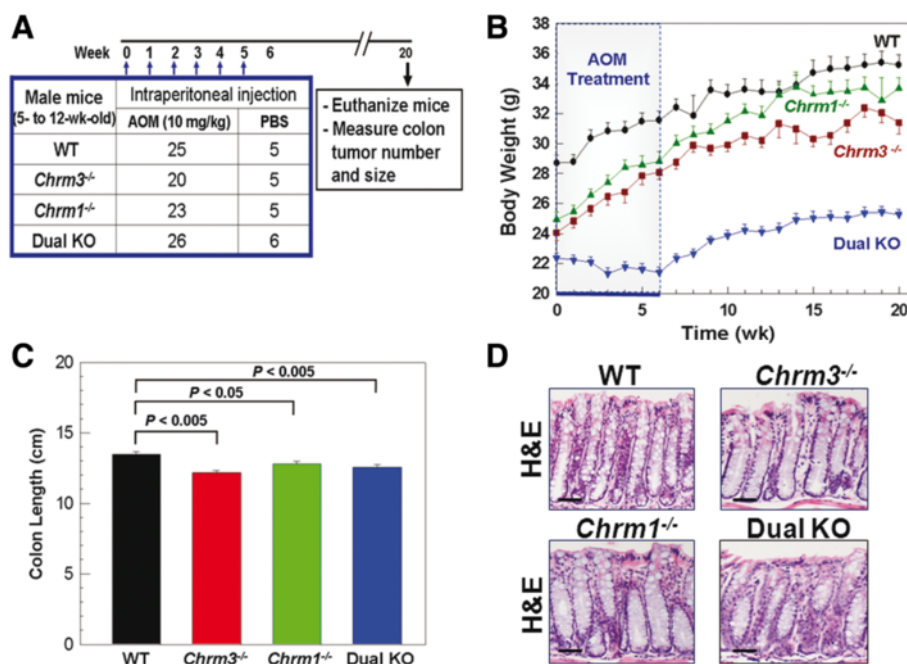 A
Week
0 1 2 3 4 5 6 20
Male mice
(5- to 12-wk-old)
Intraperitoneal injection
AOM (10 mg/kg) PBS
WT 25 5
Chrm3-/- 20 5
Chrm1-/- 23 5
Dual KO 26 6
- Euthanize mice
- Measure colon
tumor number
and size
B
Body Weight (g)
36
34
32
30
28
26
24
22
20
AOM
Treatment
WT
Chrm1-/-
Chrm3 -/-
Dual KO
0 5 10 15 20
Time (wk)
C
Colon Length (cm)
20
15
10
5
0
P < 0.005
P < 0.05
P < 0.005
WT Chrm3-/- Chrm1-/- Dual KO
D
WT Chrm3-/-
H&E
Chrm1-/- Dual KO
H&E